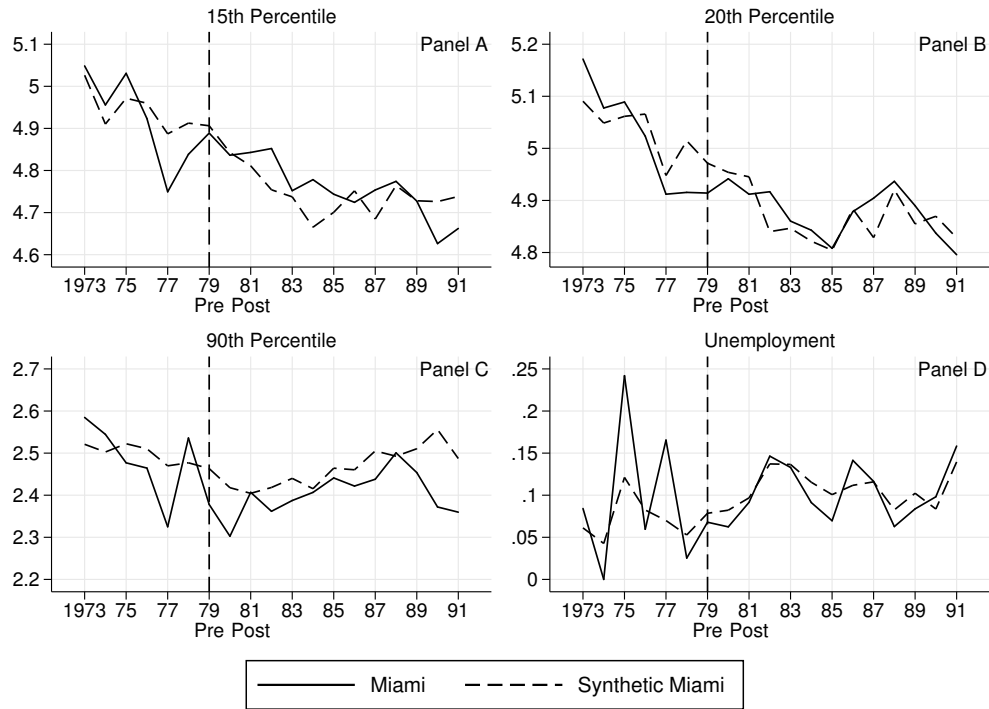 15th Percentile
Panel A
5.1
5
4.9
4.8
4.7
4.6
1973 75 77 79 81 83 85 87 89 91
Pre Post
20th Percentile
Panel B
5.2
5.1
5
4.9
4.8
1973 75 77 79 81 83 85 87 89 91
Pre Post
90th Percentile
Panel C
2.7
2.6
2.5
2.4
2.3
2.2
1973 75 77 79 81 83 85 87 89 91
Pre Post
Unemployment
Panel D
.25
.2
.15
.1
.05
0
1973 75 77 79 81 83 85 87 89 91
Pre Post
Miami
Synthetic Miami